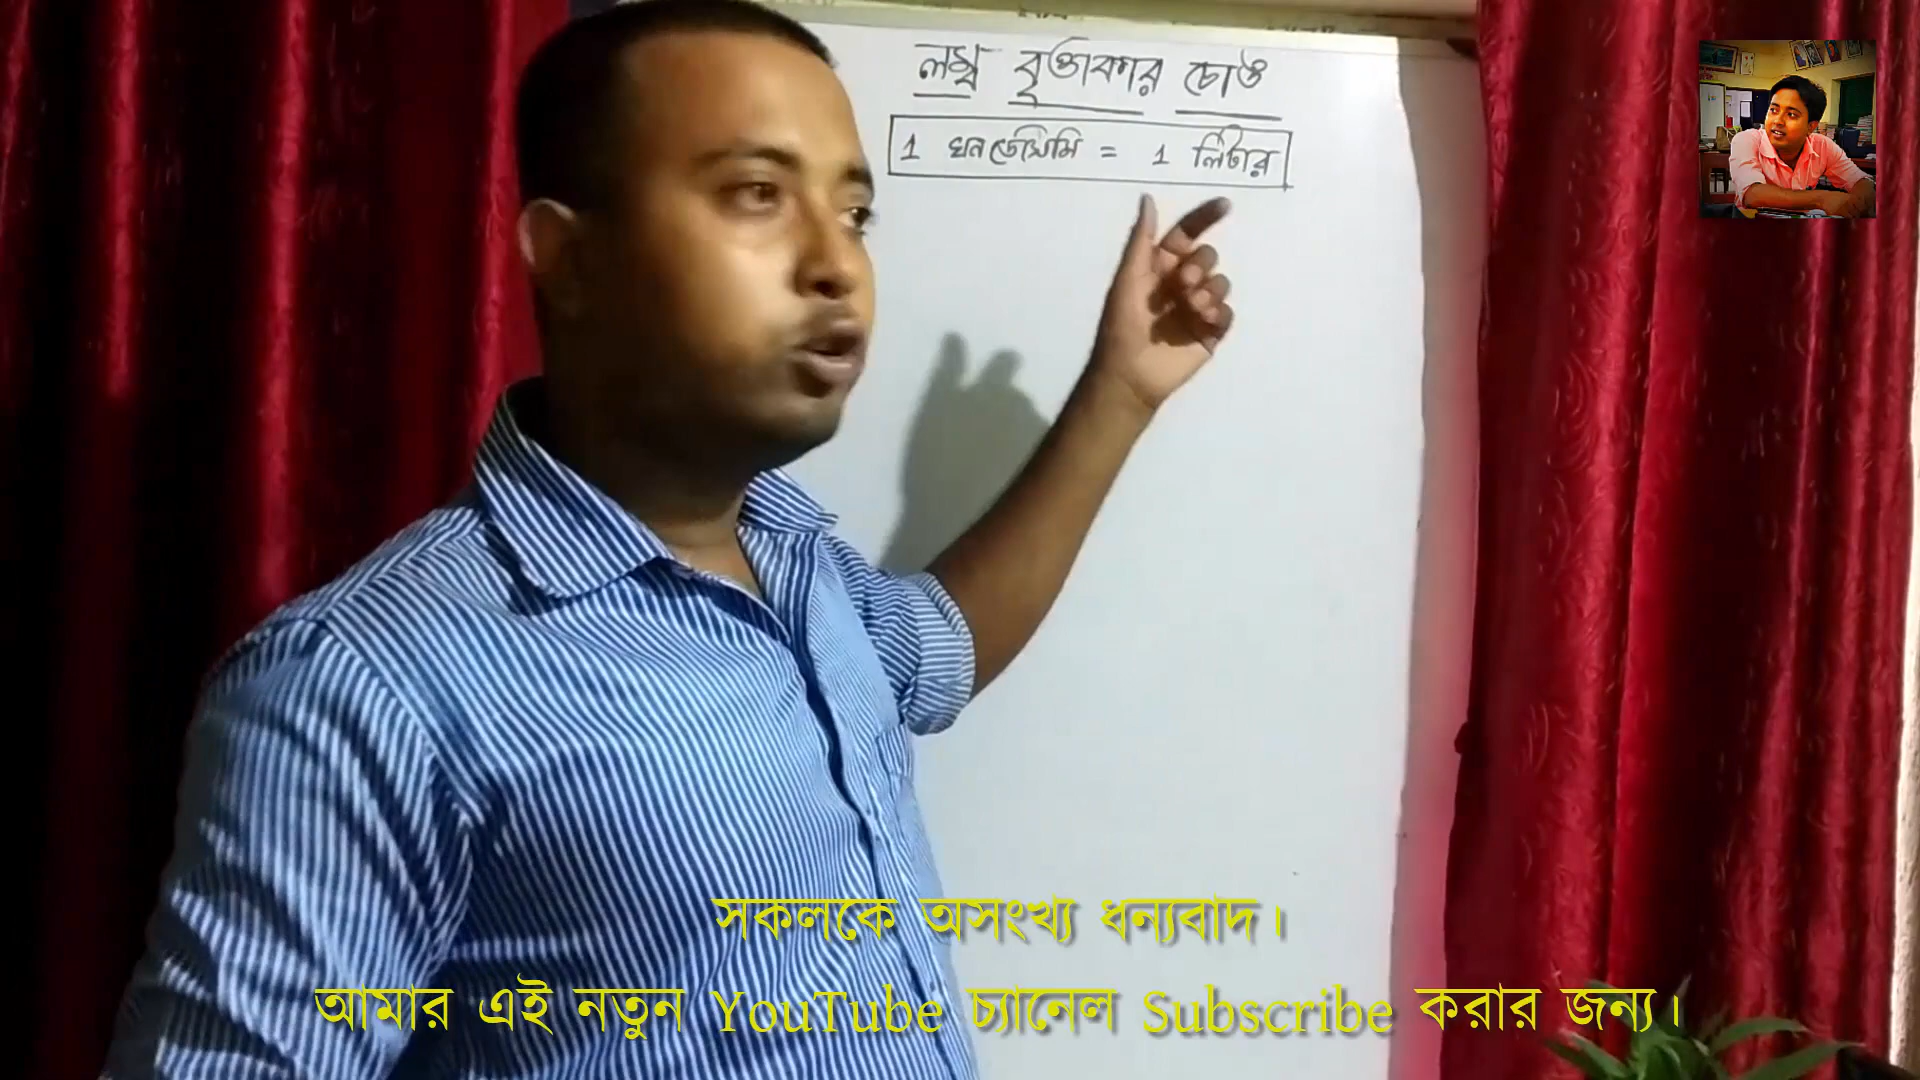 লম্ব বৃত্তাকার চোঙ
1 ঘনডেসিমি = 1 লিটার
সকলকে অসংখ্য ধন্যবাদ।
আমার এই নতুন YouTube চ্যানেল Subscribe করার জন্য।